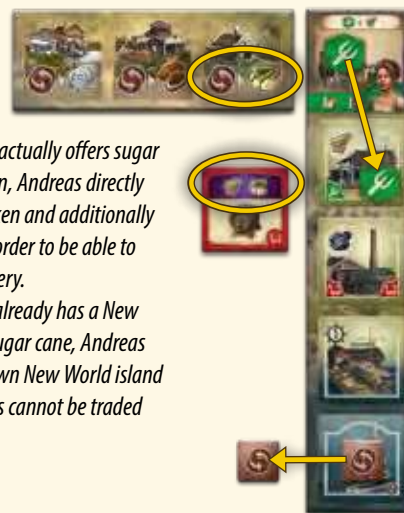 actually offers sugar
n, Andreas directly
en and additionally
order to be able to
ery.
already has a New
ugar cane, Andreas
wn New World island
s cannot be traded